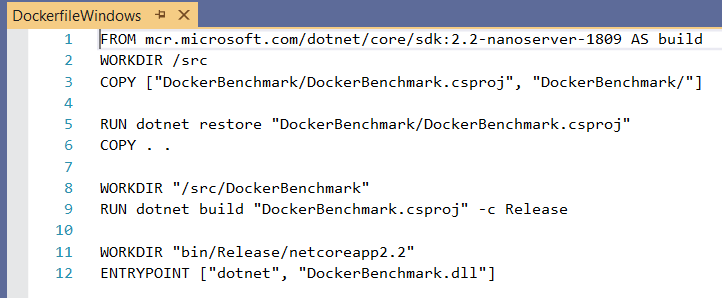 DockerfileWindows
1 FROM mcr.microsoft.com/dotnet/core/sdk:2.2-nanoserver-1809 AS build
2 WORKDIR /src
3 COPY ["DockerBenchmark/DockerBenchmark.csproj", "DockerBenchmark/"]
4
5 RUN dotnet restore "DockerBenchmark/DockerBenchmark.csproj"
6 COPY . .
7
8 WORKDIR "/src/DockerBenchmark"
9 RUN dotnet build "DockerBenchmark.csproj" -c Release
10
11 WORKDIR "bin/Release/netcoreapp2.2"
12 ENTRYPOINT ["dotnet", "DockerBenchmark.dll"]